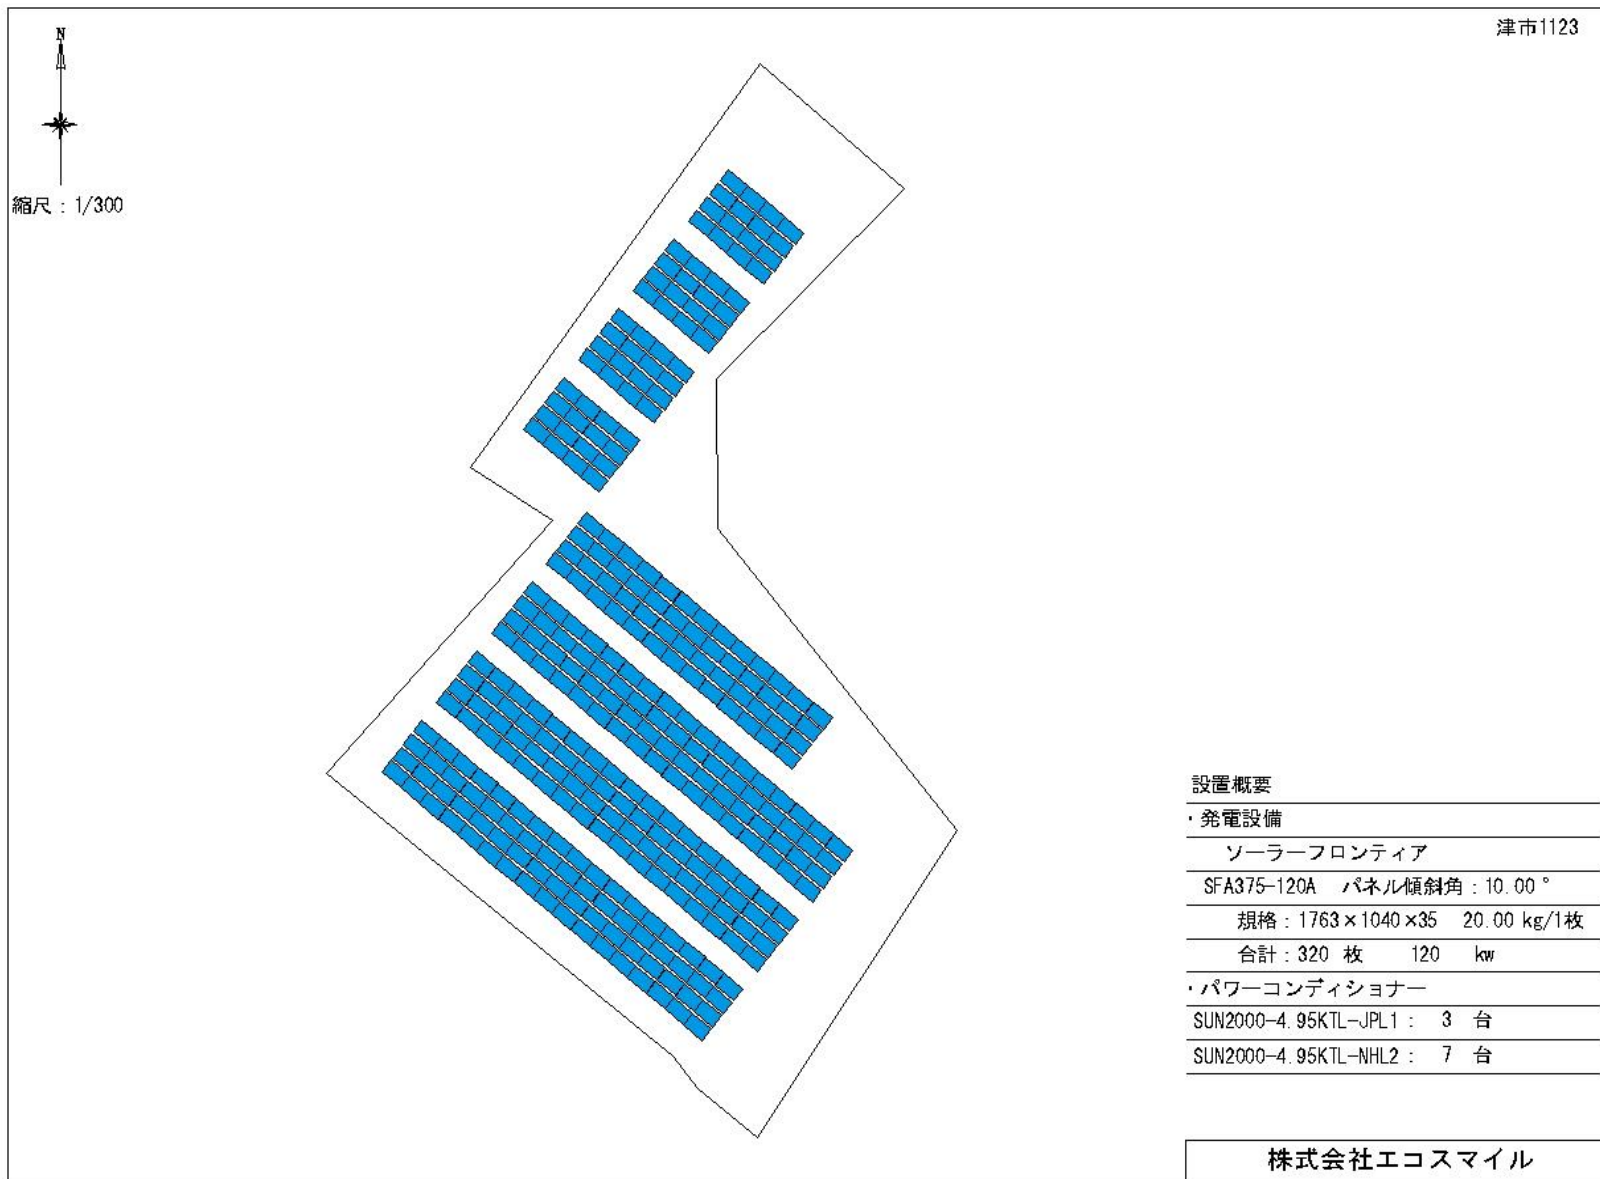 津市1123
N
縮尺：1/300
設置概要
・発電設備
ソーラーフロンティア
SFA375-120A パネル傾斜角：10.00°
規格：1763×1040×35 20.00 kg/1枚
合計：320 枚 120 kw
・パワーコンディショナー
SUN2000-4.95KTL-JPL1： 3 台
SUN2000-4.95KTL-NHL2： 7 台
株式会社エコスマイル